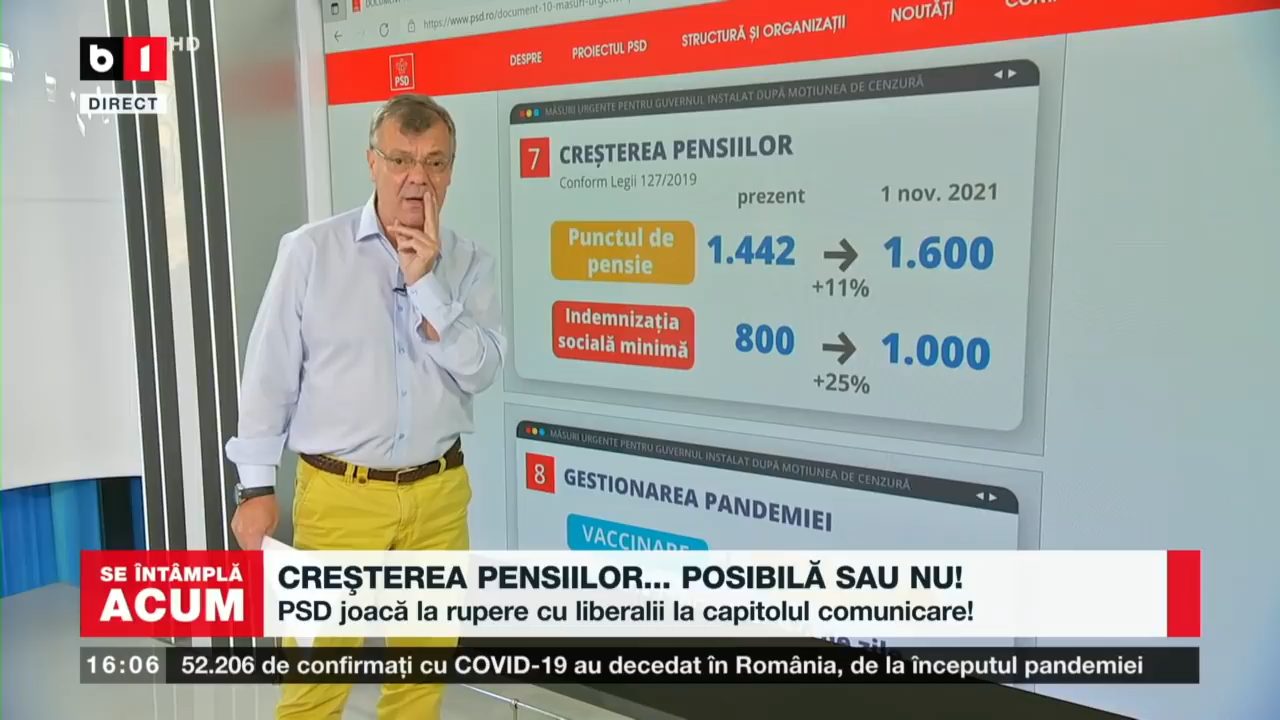 DOCUMENT
https://www.psd.ro/document-10-masuri-urgent
b1 HD
DIRECT
PSD
DESPRE PROIECTUL PSD STRUCTURĂ ȘI ORGANIZAȚII NOUTĂȚI
MĂSURI URGENTE PENTRU GUVERNUL INSTALAT DUPĂ MOȚIUNEA DE CENZURĂ
7 CREȘTEREA PENSIILOR
Conform Legii 127/2019
prezent 1 nov. 2021
Punctul de
pensie
1.442 → 1.600
+11%
Indemnizația
socială minimă
800 → 1.000
+25%
MĂSURI URGENTE PENTRU GUVERNUL INSTALAT DUPĂ MOȚIUNEA DE CENZURĂ
8 GESTIONAREA PANDEMIEI
VACCINARE
SE ÎNTÂMPLĂ
ACUM
CREŞTEREA PENSIILOR... POSIBILĂ SAU NU!
PSD joacă la rupere cu liberalii la capitolul comunicare!
zile
16:06 52.206 de confirmați cu COVID-19 au decedat în România, de la începutul pandemiei